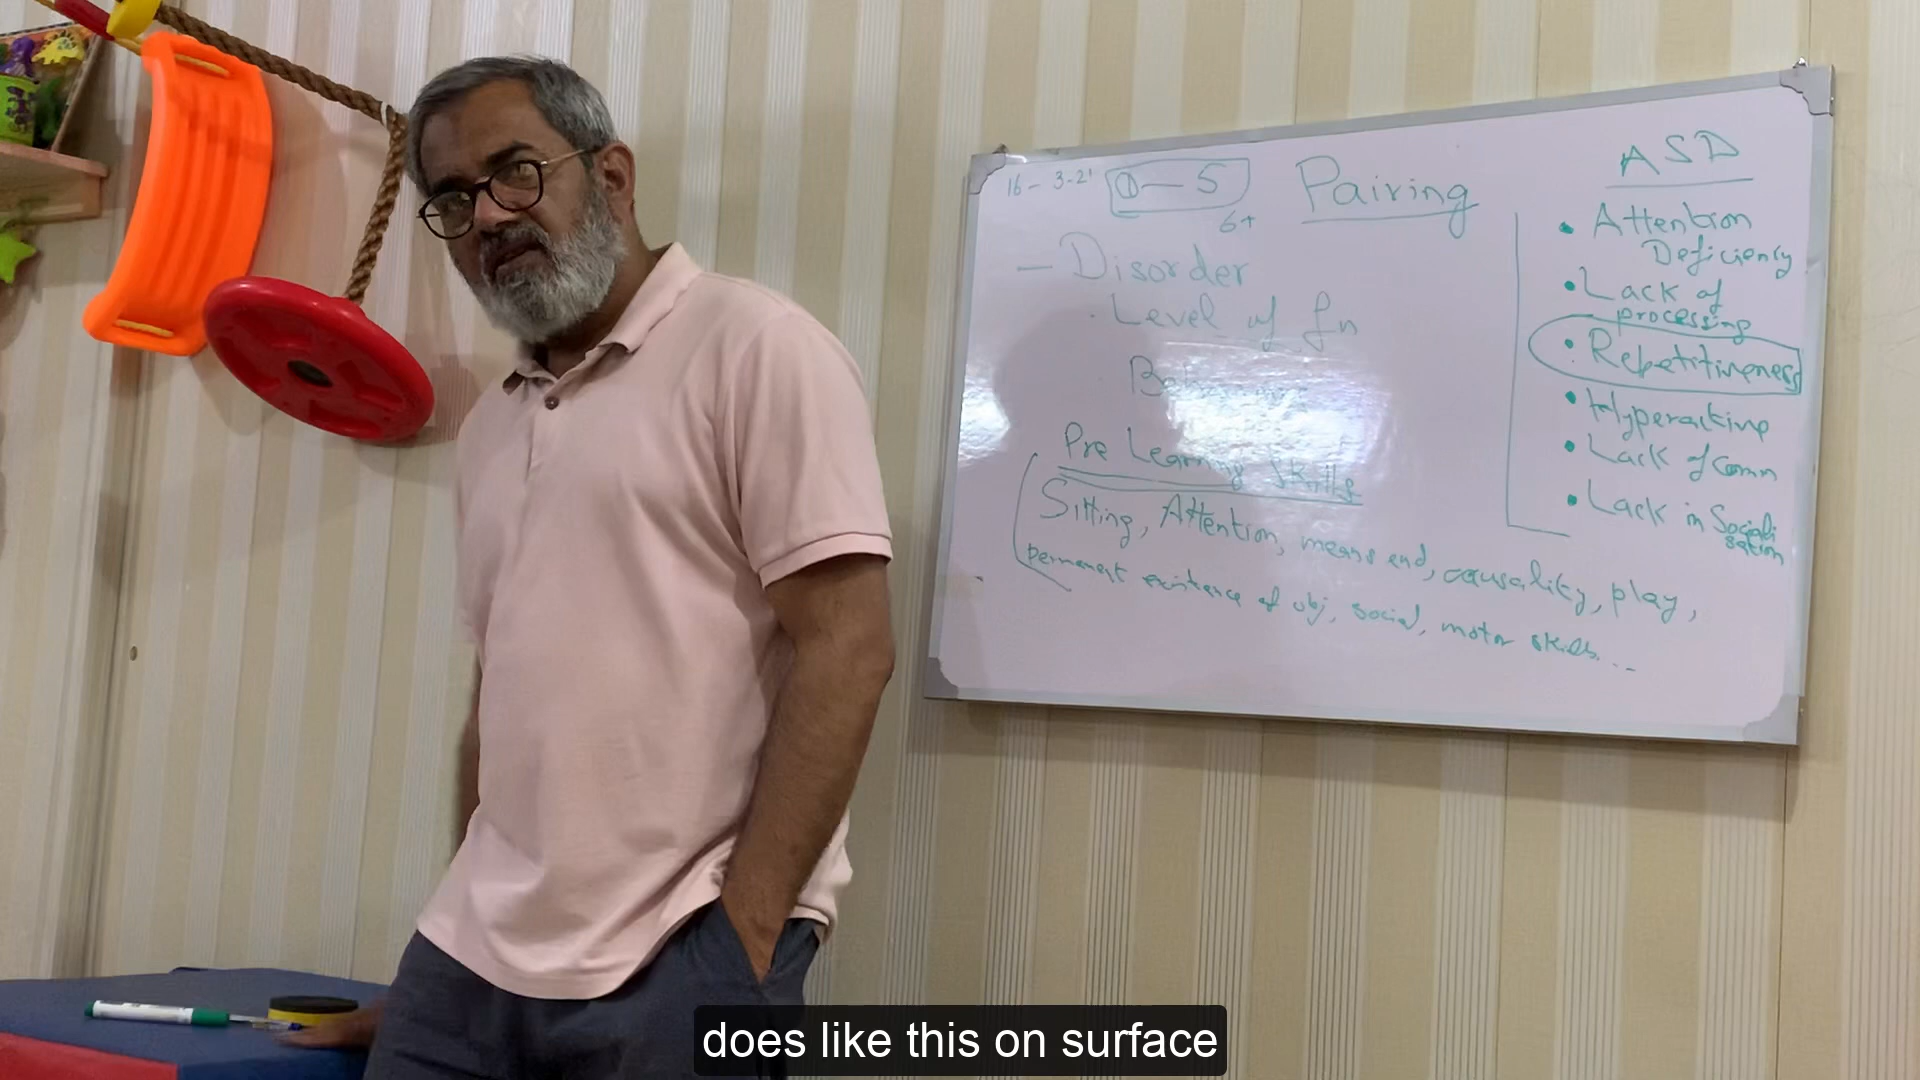 16 - 3-21
0 - 5
6+
Pairing
- Disorder
. Level of fn
Pre Learning Skills
Sitting, Attention, means end, causality, play,
permanent existence of obj, social, motor skills...
ASD
• Attention
Deficiency
• Lack of
processing
• Repetitiveness
• Hyperactive
• Lack of Comn
• Lack in Sociali
sation
does like this on surface